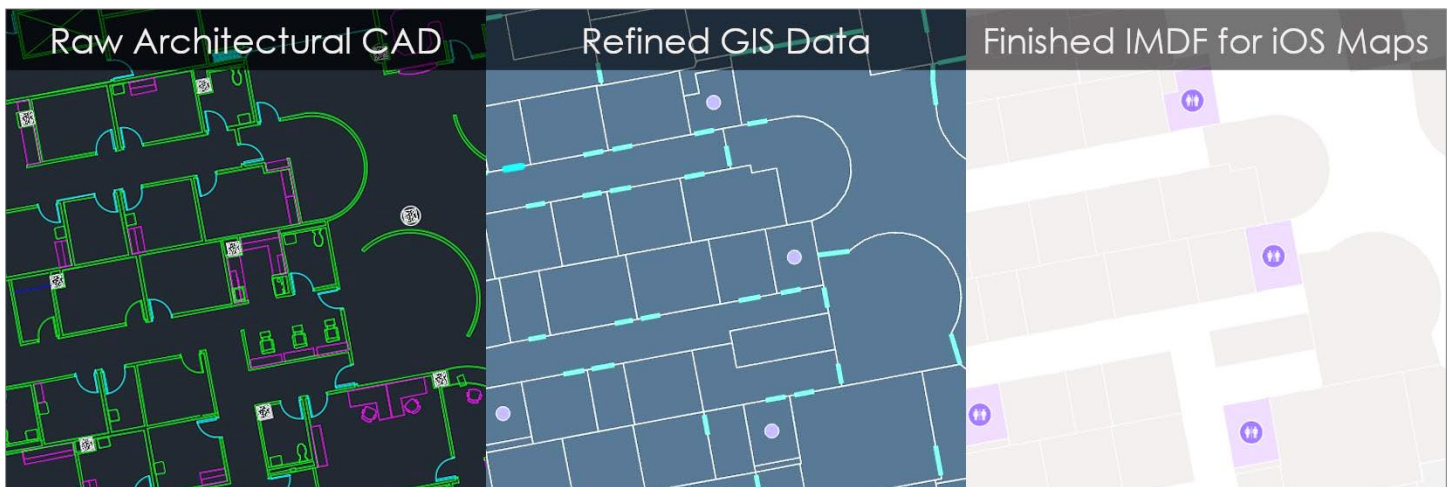 Raw Architectural CAD
Refined GIS Data
Finished IMDF for iOS Maps